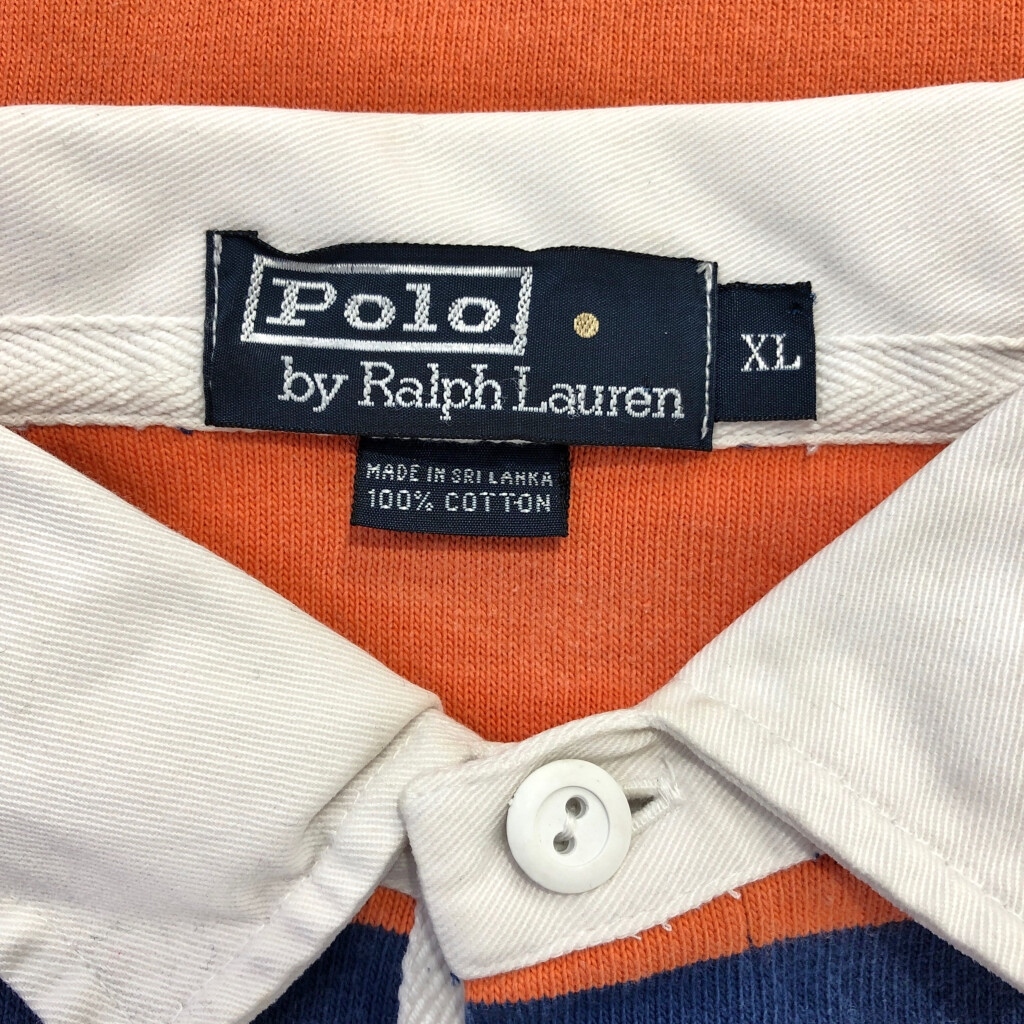 Polo
by Ralph Lauren
XL
MADE IN SRI LANKA
100% COTTON